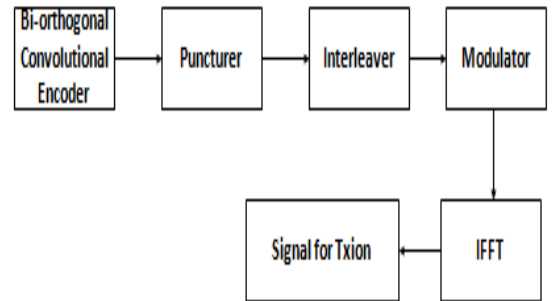 Bi-orthogonal
Convolutional
Encoder
Puncturer
Interleaver
Modulator
IFFT
Signal for Txion